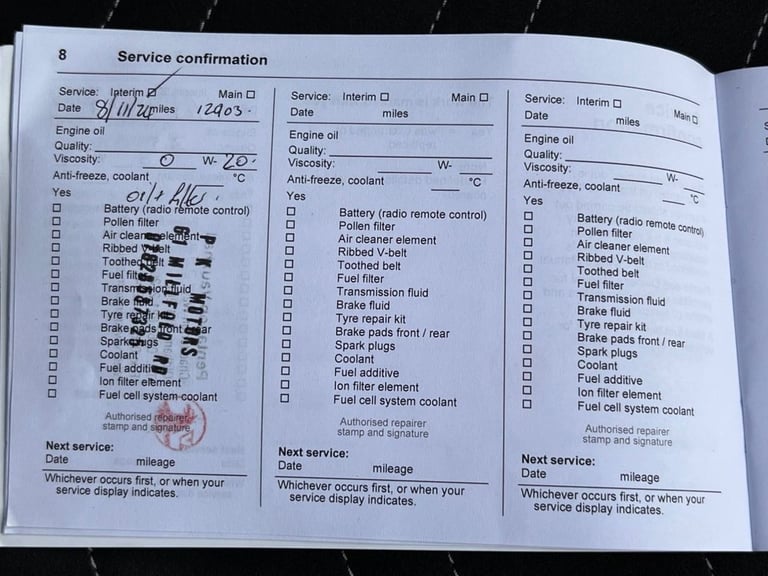 8 Service confirmation
Service: Interim Main
Date 8/11/24 miles 12903.
Engine oil
Quality:
Viscosity: 0 W- 20.
Anti-freeze, coolant °C
Yes
Battery (radio remote control)
Pollen filter
Air cleaner element
Ribbed V-belt
Toothed belt
Fuel filter
Transmission fluid
Brake fluid
Tyre repair kit
Brake pads front / rear
Spark plugs
Coolant
Fuel additive
Ion filter element
Fuel cell system coolant
P K MOTORS
61 MILFORD RD
Authorised repairer
stamp and signature
Next service:
Date mileage
Whichever occurs first, or when your
service display indicates.
Service: Interim Main
Date miles
Engine oil
Quality:
Viscosity: W-
Anti-freeze, coolant °C
Yes
Battery (radio remote control)
Pollen filter
Air cleaner element
Ribbed V-belt
Toothed belt
Fuel filter
Transmission fluid
Brake fluid
Tyre repair kit
Brake pads front / rear
Spark plugs
Coolant
Fuel additive
Ion filter element
Fuel cell system coolant
Authorised repairer
stamp and signature
Next service:
Date mileage
Whichever occurs first, or when your
service display indicates.
Service: Interim Main
Date miles
Engine oil
Quality:
Viscosity: W-
Anti-freeze, coolant °C
Yes
Battery (radio remote control)
Pollen filter
Air cleaner element
Ribbed V-belt
Toothed belt
Fuel filter
Transmission fluid
Brake fluid
Tyre repair kit
Brake pads front / rear
Spark plugs
Coolant
Fuel additive
Ion filter element
Fuel cell system coolant
Authorised repairer
stamp and signature
Next service:
Date mileage
Whichever occurs first, or when your
service display indicates.